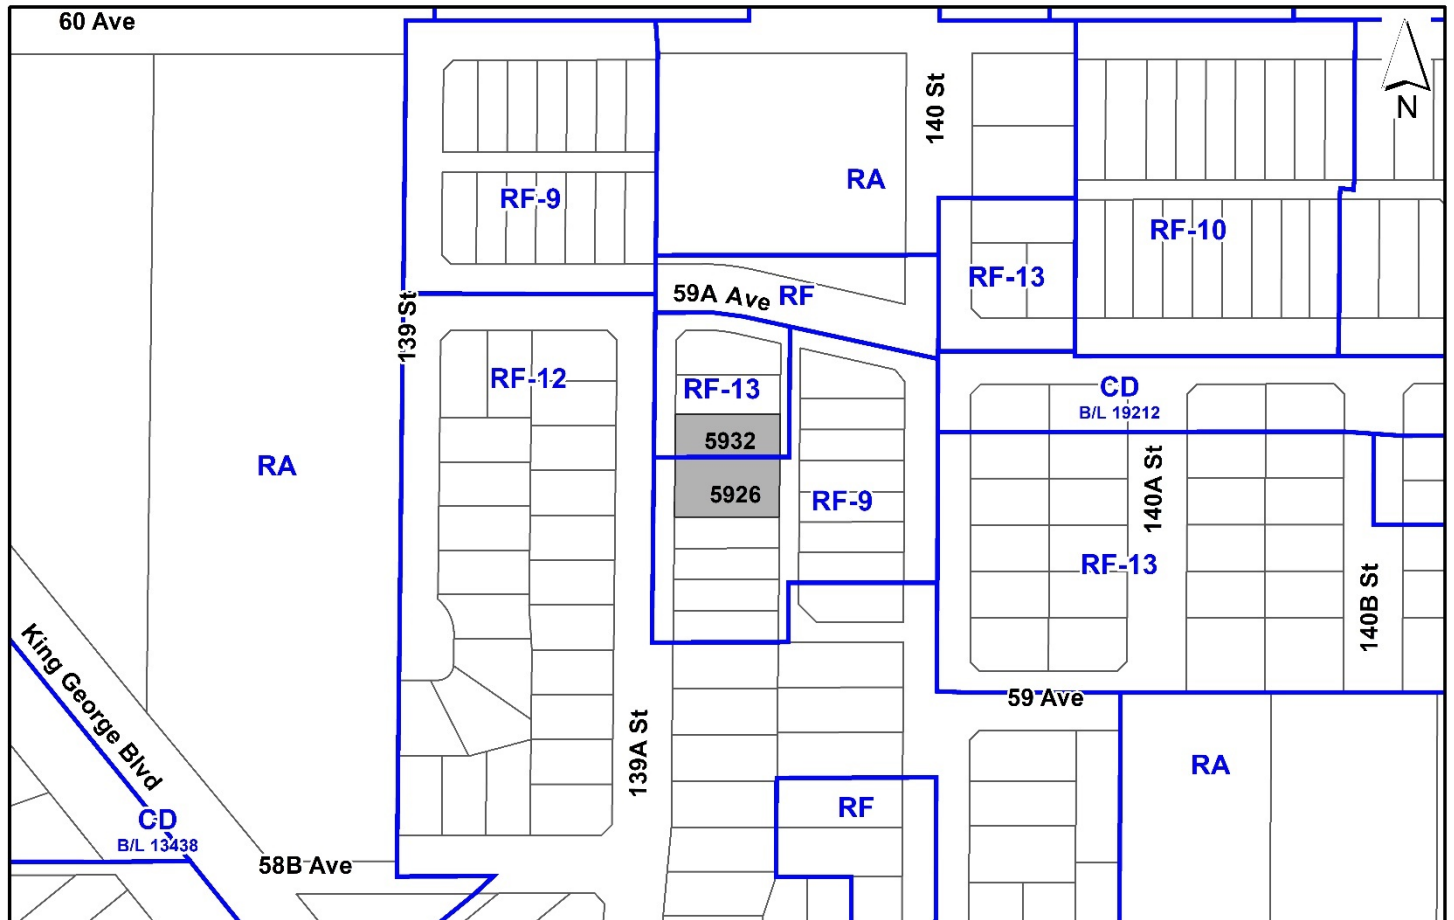 60 Ave
N
140 St
RA
RF-9
RF-10
RF-13
59A Ave
RF
139 St
RF-12
RF-13
CD
B/L 19212
5932
RA
5926
RF-9
140A St
RF-13
140B St
King George Blvd
59 Ave
139A St
RA
RF
CD
B/L 13438
58B Ave